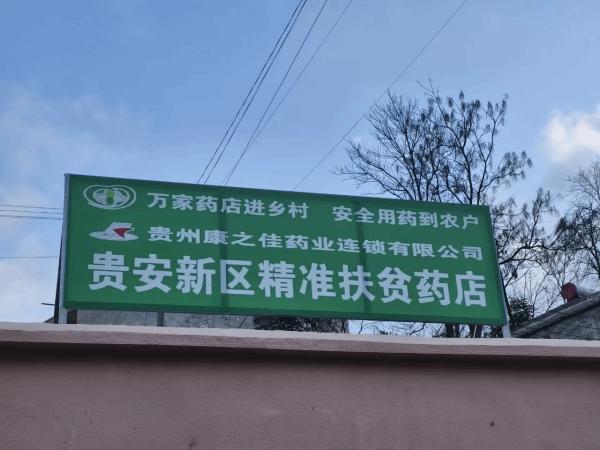 万家药店进乡村 安全用药到农户
贵州康之佳药业连锁有限公司
贵安新区精准扶贫药店